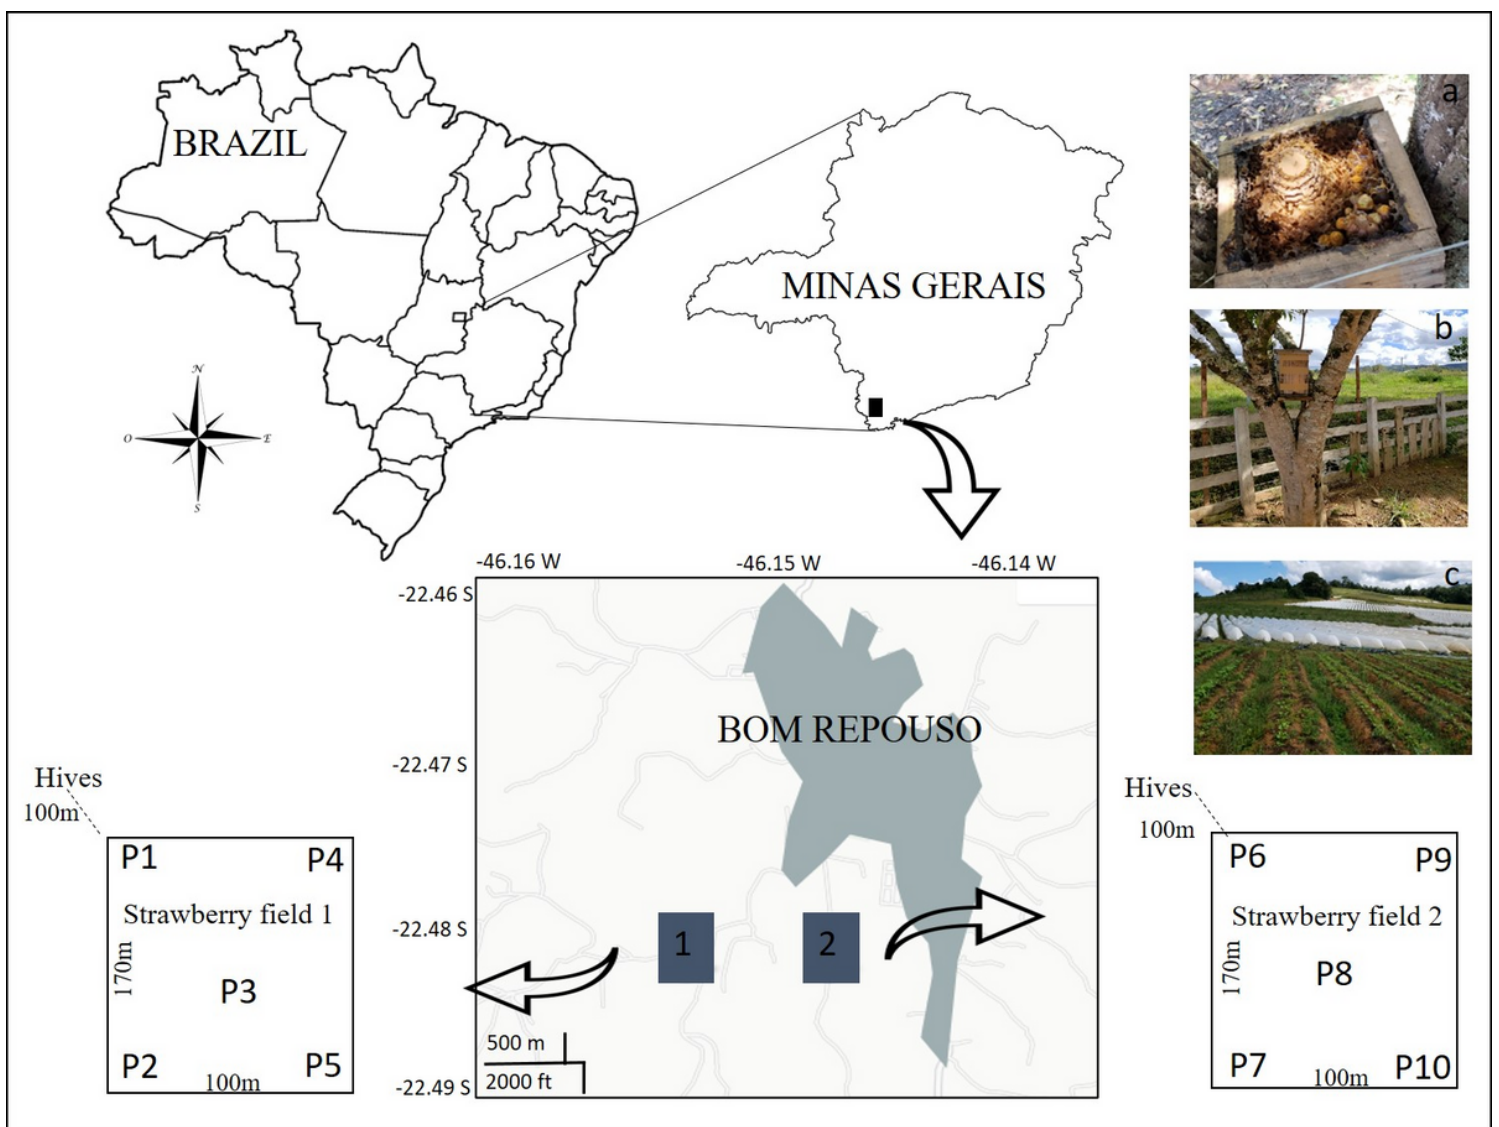 BRAZIL
MINAS GERAIS
a
b
c
N
O
E
S
-46.16 W
-46.15 W
-46.14 W
-22.46 S
-22.47 S
-22.48 S
-22.49 S
BOM REPOUSO
1
2
500 m
2000 ft
Hives
100m
P1
P4
Strawberry field 1
170m
P3
P2
P5
100m
Hives
100m
P6
P9
Strawberry field 2
170m
P8
P7
P10
100m